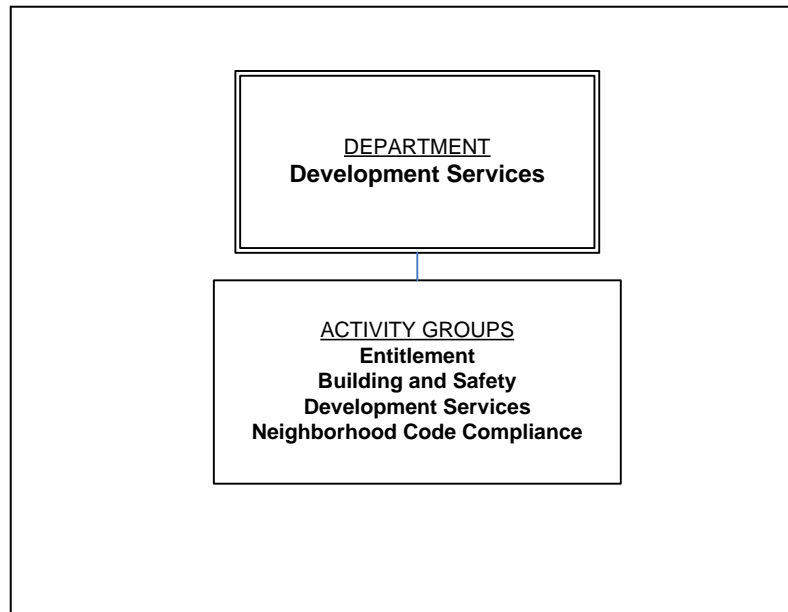 DEPARTMENT
Development Services
ACTIVITY GROUPS
Entitlement
Building and Safety
Development Services
Neighborhood Code Compliance